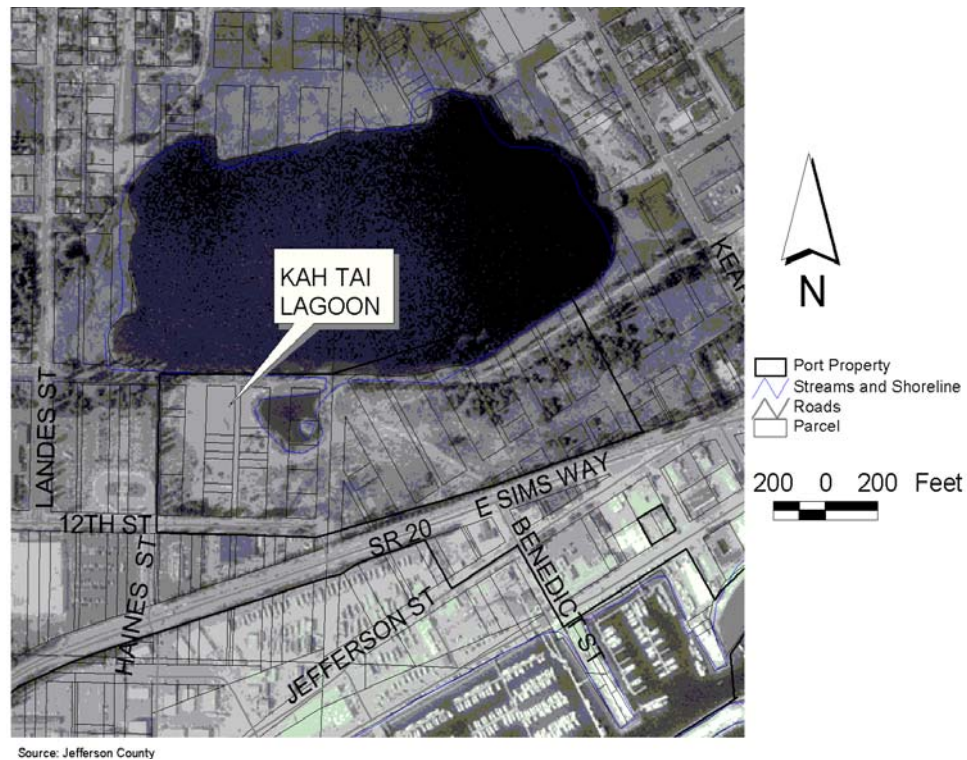 KAH TAI
LAGOON
LANDES ST
12TH ST
HAINES ST
SR 20
E SIMS WAY
BENEDICT ST
JEFFERSON ST
N
Port Property
Streams and Shoreline
Roads
Parcel
200 0 200 Feet
Source: Jefferson County